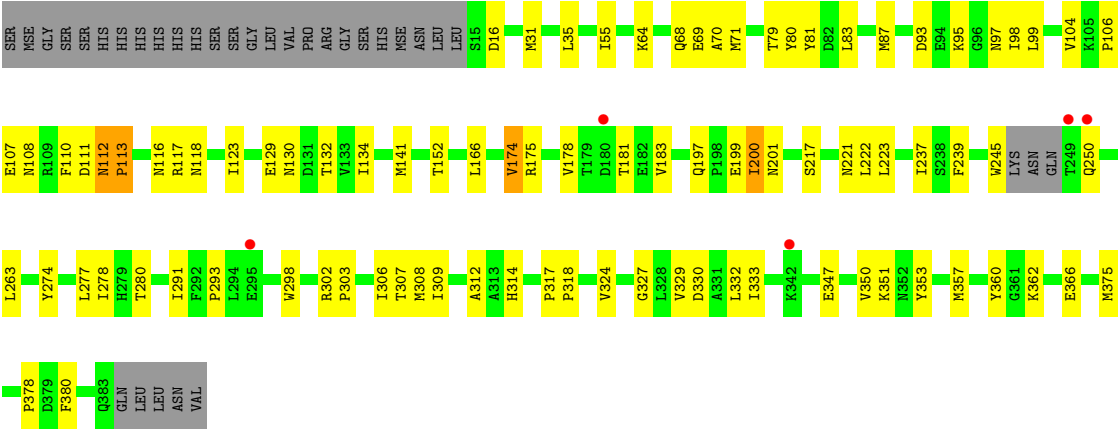 SER MSE GLY SER SER HIS HIS HIS HIS HIS HIS SER SER GLY LEU VAL PRO ARG GLY SER HIS MSE ASN LEU LEU S15 D16 M31 L35 I55 K64 Q68 E69 A70 M71 T79 Y80 Y81 D82 L83 M87 D93 E94 K95 G96 N97 I98 L99 V104 K105 P106
E107 N108 R109 F110 D111 N112 P113 N116 R117 N118 I123 E129 N130 D131 T132 V133 I134 M141 T152 L166 V174 R175 V178 T179 D180 T181 E182 V183 Q197 P198 E199 I200 N201 S217 N221 L222 L223 I237 S238 F239 W245 LYS ASN GLN T249 Q250
L263 Y274 L277 I278 H279 T280 I291 F292 P293 L294 E295 W298 R302 P303 I306 T307 M308 I309 A312 A313 H314 P317 P318 V324 G327 L328 V329 D330 A331 L332 I333 K342 E347 V350 K351 N352 Y353 M357 Y360 G361 K362 E366 M375
P378 D379 F380 Q383 GLN LEU LEU ASN VAL